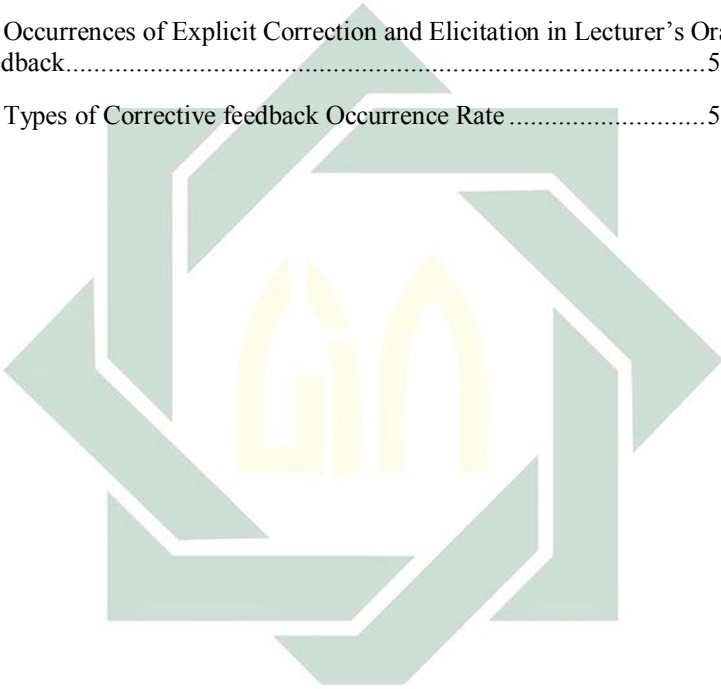 Occurrences of Explicit Correction and Elicitation in Lecturer’s Ora
dback...............................................................................................5
Types of Corrective feedback Occurrence Rate ............................5